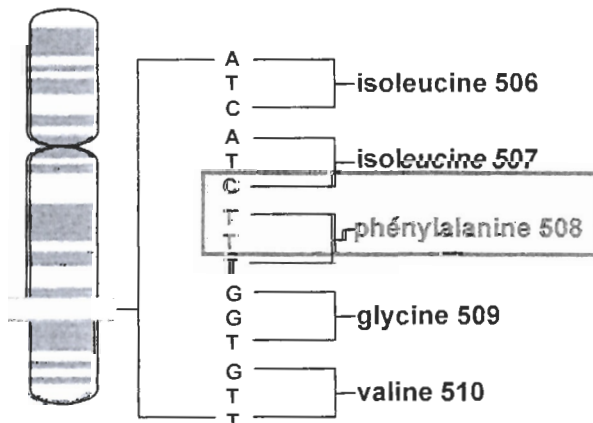 A
T
C
isoleucine 506
A
T
C
isoleucine 507
T
T
T
phénylalanine 508
G
G
T
glycine 509
G
T
T
valine 510